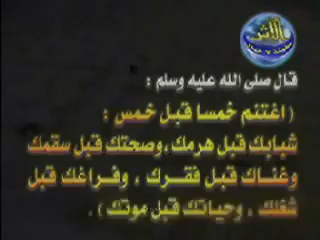 قال صلى الله عليه وسلم :
( اغتنم خمسا قبل خمس :
شبابك قبل هرمك، وصحتك قبل سقمك
وغناك قبل فقرك ، وفراغك قبل
شغلك ، وحياتك قبل موتك ) .